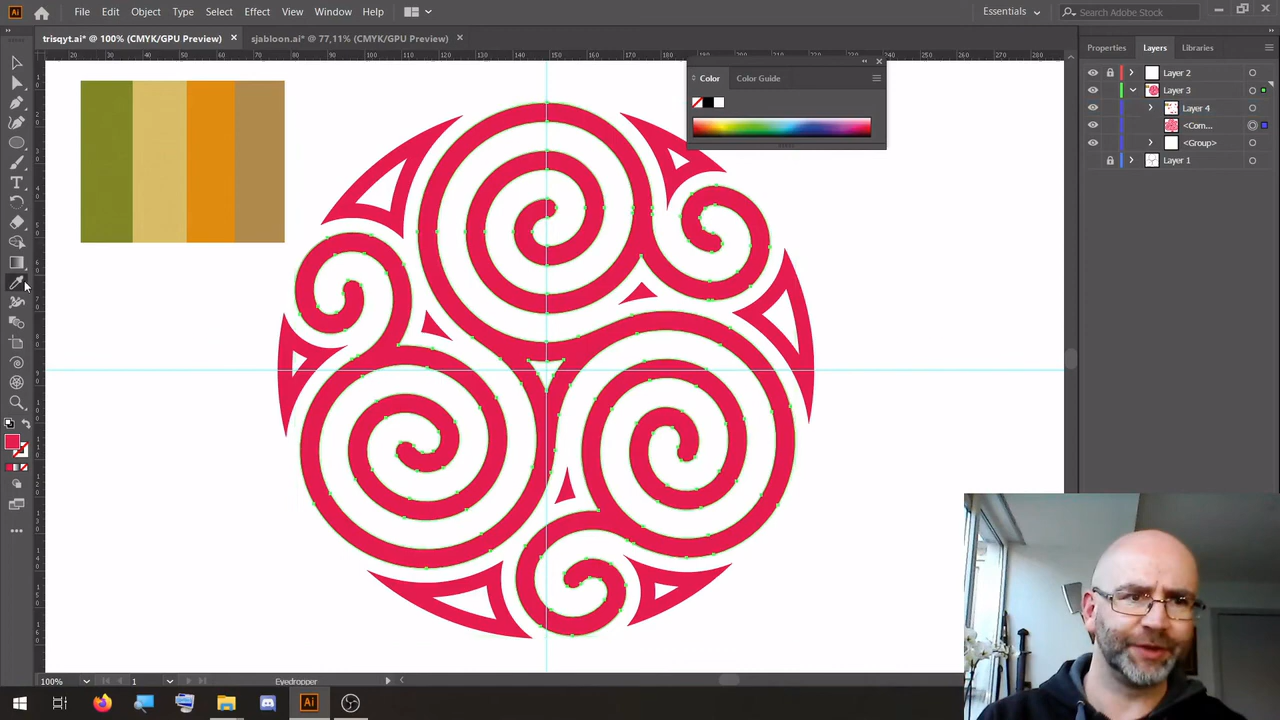 Ai File Edit Object Type Select Effect View Window Help Essentials Search Adobe Stock
trisqyt.ai* @ 100% (CMYK/GPU Preview) × sjabloon.ai* @ 77,11% (CMYK/GPU Preview) ×
Color Color Guide
Properties Layers Libraries
Layer 2
Layer 3
Layer 4
<Com...
<Group>
Layer 1
100% 1 Eyedropper
Ai